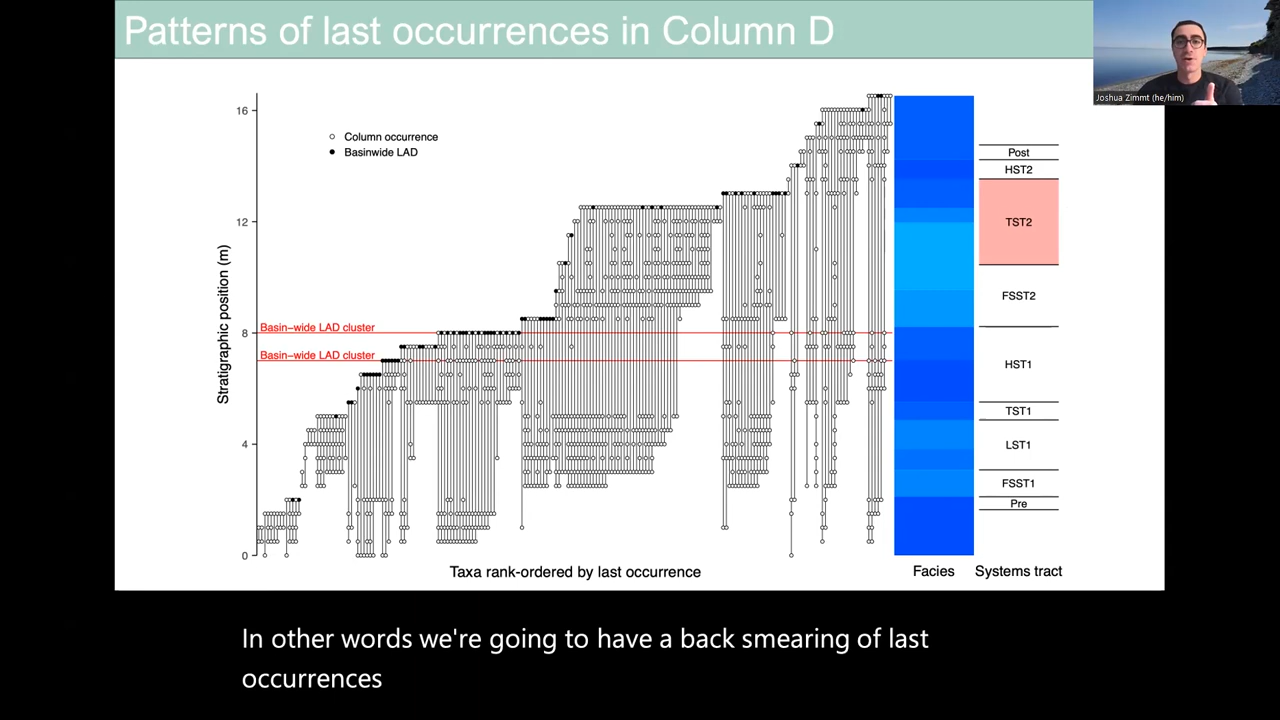 Patterns of last occurrences in Column D
Joshua Zimmt (he/him)
Column occurrence
Basinwide LAD
Stratigraphic position (m)
16
12
8
4
0
Basin-wide LAD cluster
Basin-wide LAD cluster
Post
HST2
TST2
FSST2
HST1
TST1
LST1
FSST1
Pre
Taxa rank-ordered by last occurrence
Facies
Systems tract
In other words we're going to have a back smearing of last
occurrences